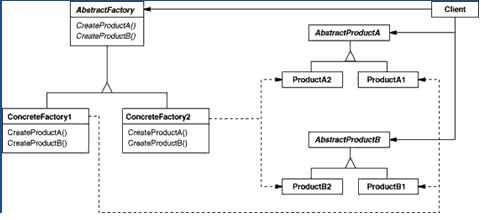 AbstractFactory
CreateProductA()
CreateProductB()
Client
AbstractProductA
ProductA2
ProductA1
ConcreteFactory1
CreateProductA()
CreateProductB()
ConcreteFactory2
CreateProductA()
CreateProductB()
AbstractProductB
ProductB2
ProductB1